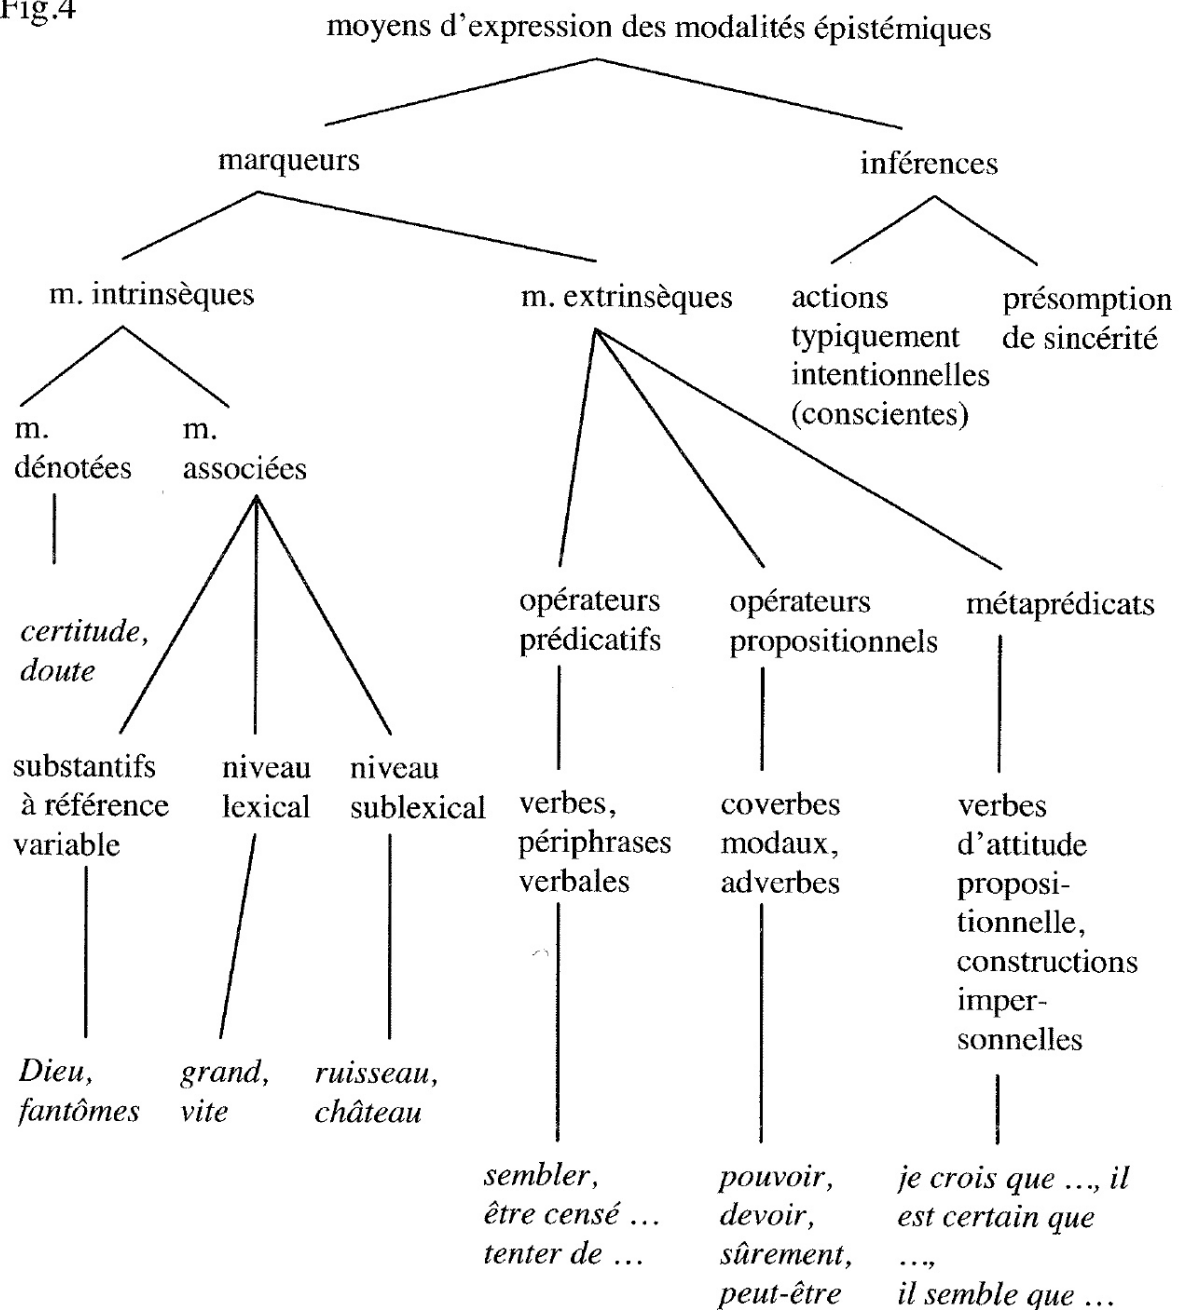 Fig.4
moyens d'expression des modalités épistémiques
marqueurs
inférences
m. intrinsèques
m. extrinsèques
actions
typiquement
intentionnelles
(conscientes)
présomption
de sincérité
m.
dénotées
m.
associées
certitude,
doute
opérateurs
prédicatifs
opérateurs
propositionnels
métaprédicats
substantifs
à référence
variable
niveau
lexical
niveau
sublexical
verbes,
périphrases
verbales
coverbes
modaux,
adverbes
verbes
d'attitude
proposi-
tionnelle,
constructions
imper-
sonnelles
Dieu,
fantômes
grand,
vite
ruisseau,
château
sembler,
être censé ...
tenter de ...
pouvoir,
devoir,
sûrement,
peut-être
je crois que ..., il
est certain que
...,
il semble que ...